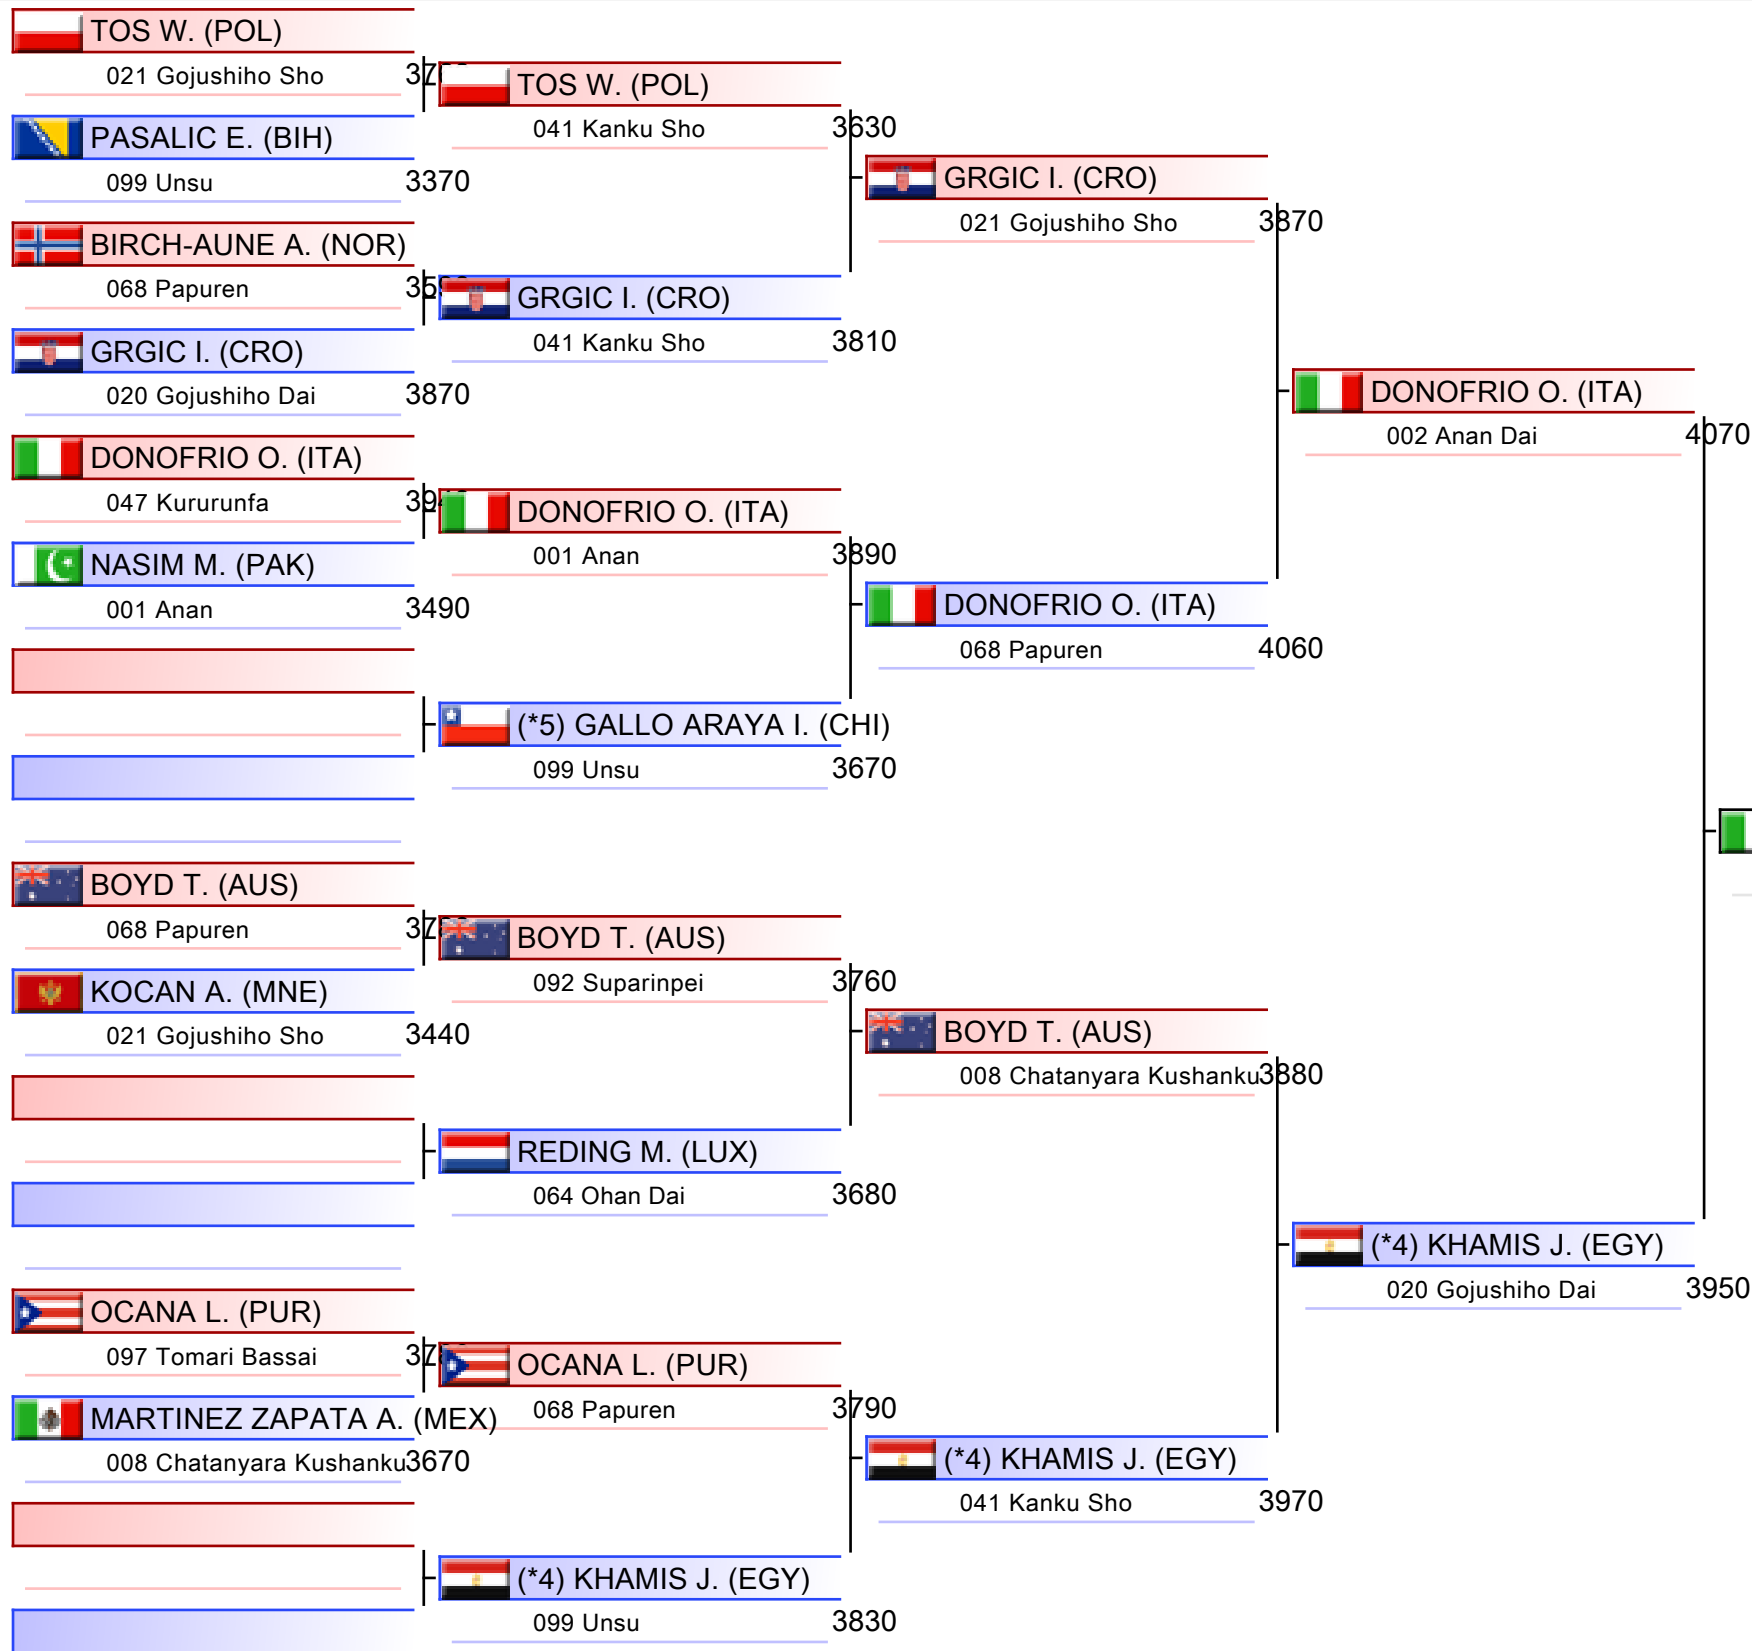 TOS W. (POL)
021 Gojushiho Sho
PASALIC E. (BIH)
099 Unsu 3370
BIRCH-AUNE A. (NOR)
068 Papuren
GRGIC I. (CRO)
020 Gojushiho Dai 3870
DONOFRIO O. (ITA)
047 Kururunfa
NASIM M. (PAK)
001 Anan 3490
BOYD T. (AUS)
068 Papuren
KOCAN A. (MNE)
021 Gojushiho Sho 3440
OCANA L. (PUR)
097 Tomari Bassai
MARTINEZ ZAPATA A. (MEX)
008 Chatanyara Kushanku 3670
TOS W. (POL)
041 Kanku Sho 3630
GRGIC I. (CRO)
041 Kanku Sho 3810
DONOFRIO O. (ITA)
001 Anan 3890
(*5) GALLO ARAYA I. (CHI)
099 Unsu 3670
BOYD T. (AUS)
092 Suparinpei 3760
REDING M. (LUX)
064 Ohan Dai 3680
OCANA L. (PUR)
068 Papuren 3790
(*4) KHAMIS J. (EGY)
099 Unsu 3830
GRGIC I. (CRO)
021 Gojushiho Sho 3870
DONOFRIO O. (ITA)
068 Papuren 4060
BOYD T. (AUS)
008 Chatanyara Kushanku 3880
(*4) KHAMIS J. (EGY)
041 Kanku Sho 3970
DONOFRIO O. (ITA)
002 Anan Dai 4070
(*4) KHAMIS J. (EGY)
020 Gojushiho Dai 3950